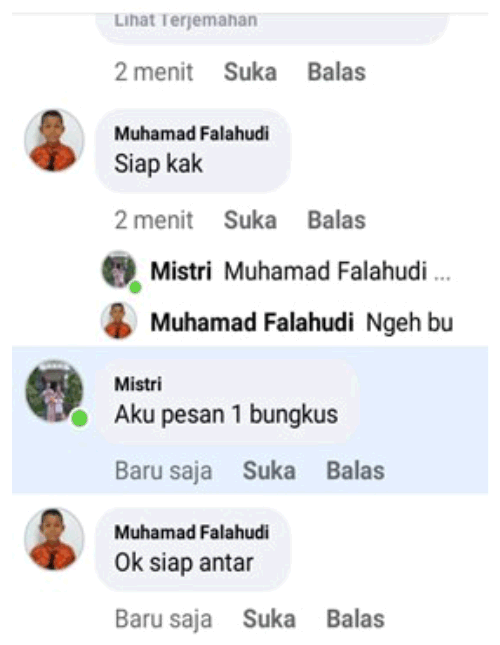 Lihat Terjemahan
2 menit Suka Balas
Muhamad Falahudi
Siap kak
2 menit Suka Balas
Mistri Muhamad Falahudi ...
Muhamad Falahudi Ngeh bu
Mistri
Aku pesan 1 bungkus
Baru saja Suka Balas
Muhamad Falahudi
Ok siap antar
Baru saja Suka Balas